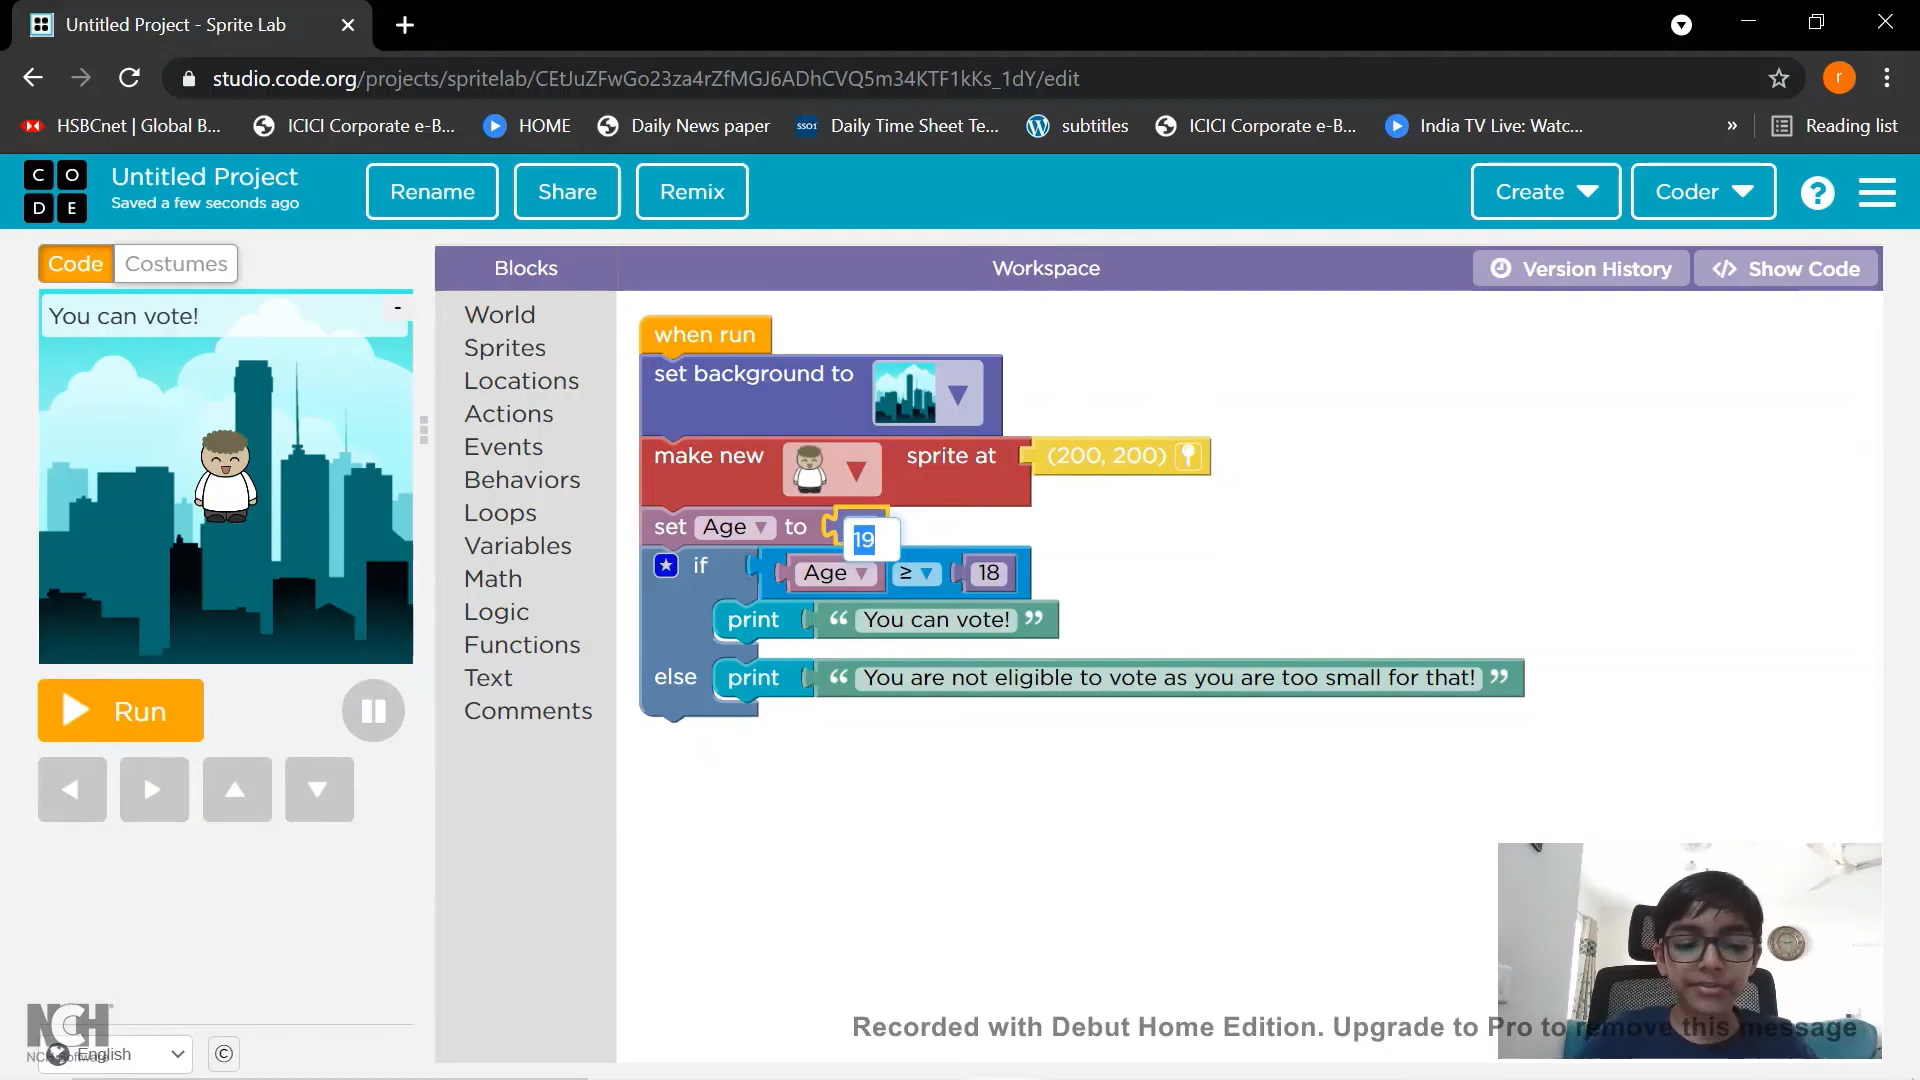 Untitled Project - Sprite Lab
studio.code.org/projects/spritelab/CEtJuZFwGo23za4rZfMGJ6ADhCVQ5m34KTF1kKs_1dY/edit
r
HSBCnet | Global B...
ICICI Corporate e-B...
HOME
Daily News paper
SSO1
Daily Time Sheet Te...
subtitles
ICICI Corporate e-B...
India TV Live: Watc...
»
Reading list
C O
D E
Untitled Project
Saved a few seconds ago
Rename
Share
Remix
Create
Coder
?
Code
Costumes
Blocks
Workspace
Version History
</> Show Code
You can vote!
-
World
Sprites
Locations
Actions
Events
Behaviors
Loops
Variables
Math
Logic
Functions
Text
Comments
when run
set background to
make new sprite at (200, 200)
set Age to 19
if Age ≥ 18
print “ You can vote! ”
else print “ You are not eligible to vote as you are too small for that! ”
Run
NCH
English
©
Recorded with Debut Home Edition. Upgrade to Pro to remove this message